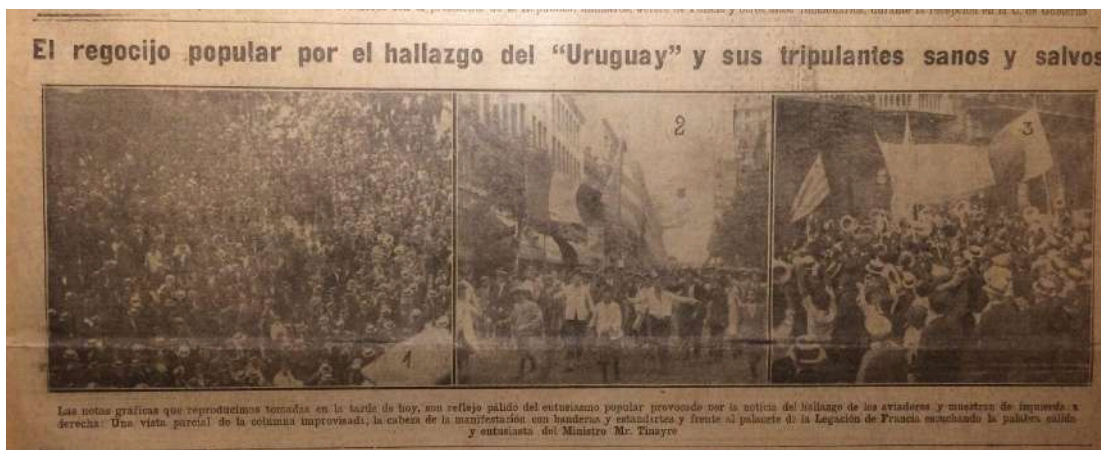 El regocijo popular por el hallazgo del "Uruguay" y sus tripulantes sanos y salvos
2
3
1
Las notas gráficas que reproducimos tomadas en la tarde de hoy, son reflejo pálido del entusiasmo popular provocado por la noticia del hallazgo de los aviadores y muestran de izquierda a
derecha: Una vista parcial de la columna improvisada; la cabeza de la manifestación con banderas y estandartes y frente al palacete de la Legación de Francia escuchando la palabra cálida
y entusiasta del Ministro Mr. Tinayre